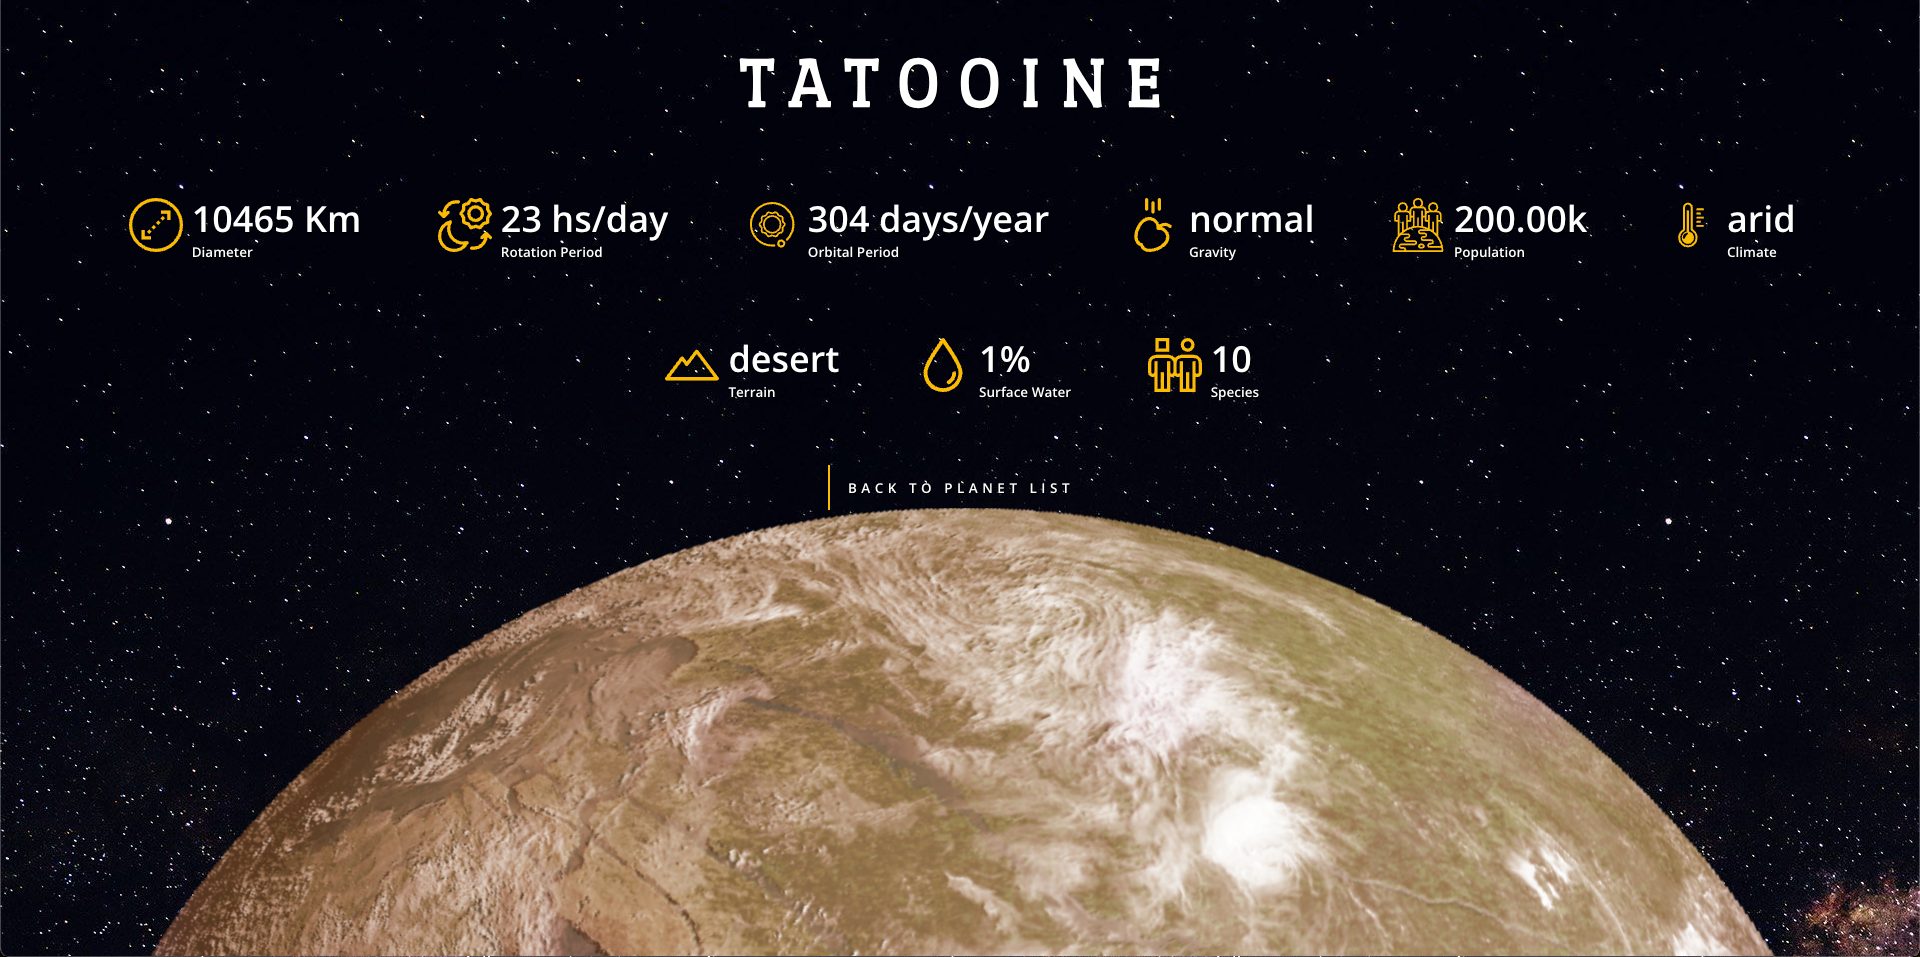 TATOOINE
10465 Km
Diameter
23 hs/day
Rotation Period
304 days/year
Orbital Period
normal
Gravity
200.00k
Population
arid
Climate
desert
Terrain
1%
Surface Water
10
Species
BACK TO PLANET LIST